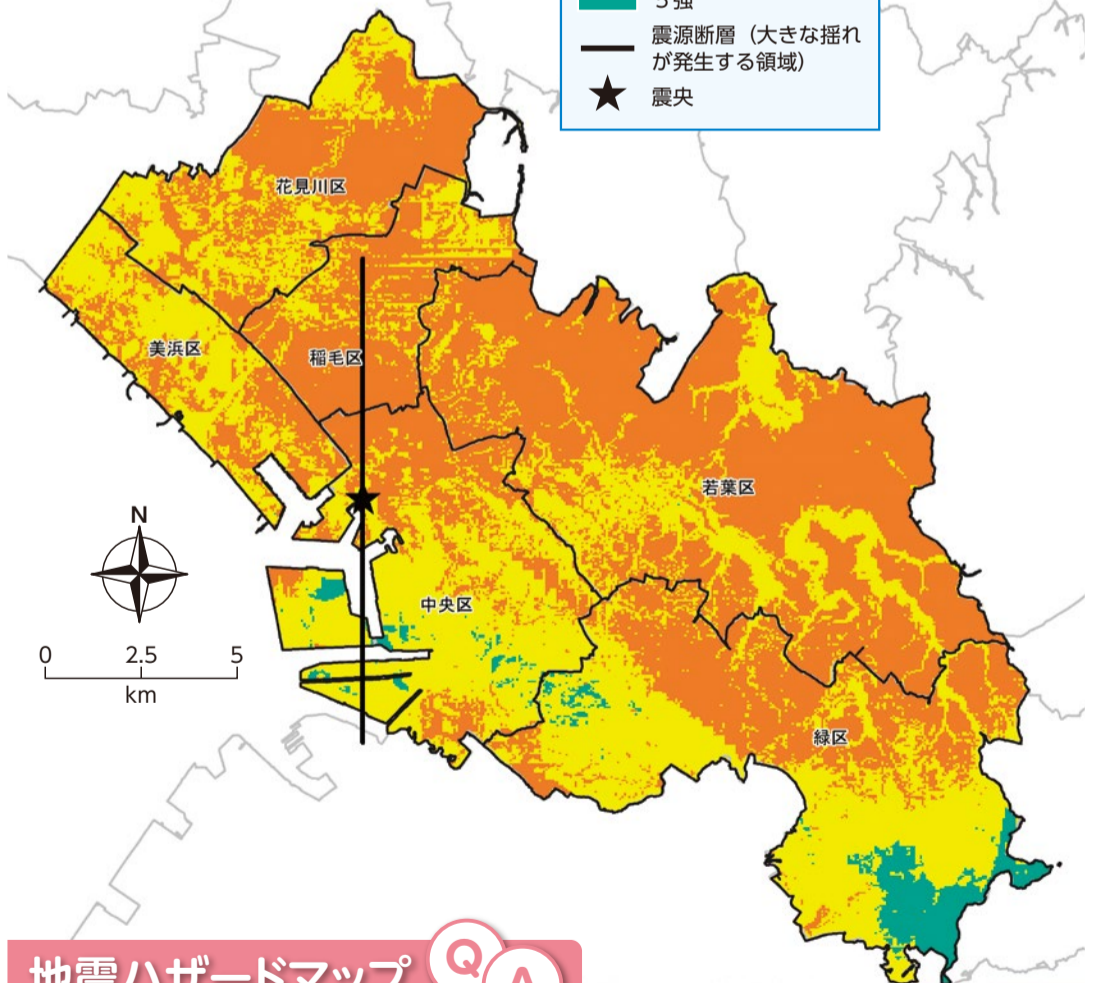 5強
震源断層（大きな揺れ
が発生する領域）
震央
花見川区
美浜区
稲毛区
若葉区
中央区
緑区
N
0 2.5 5
km
地震ハザードマップ
Q
A